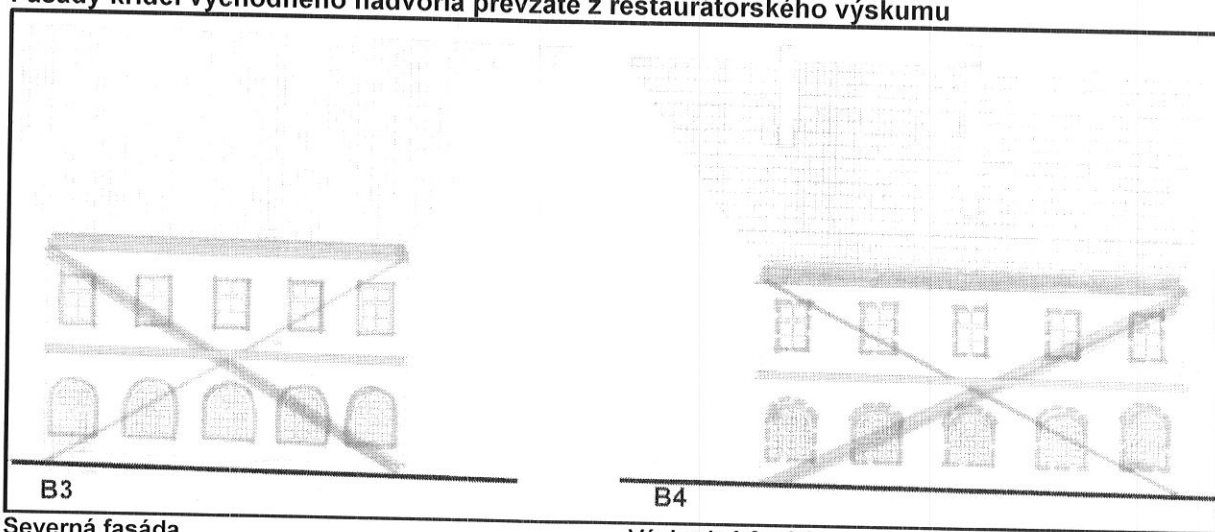 Fasády krídel východného nádvoria prevzaté z reštaurátorského výskumu
B3
B4
Severná fasáda